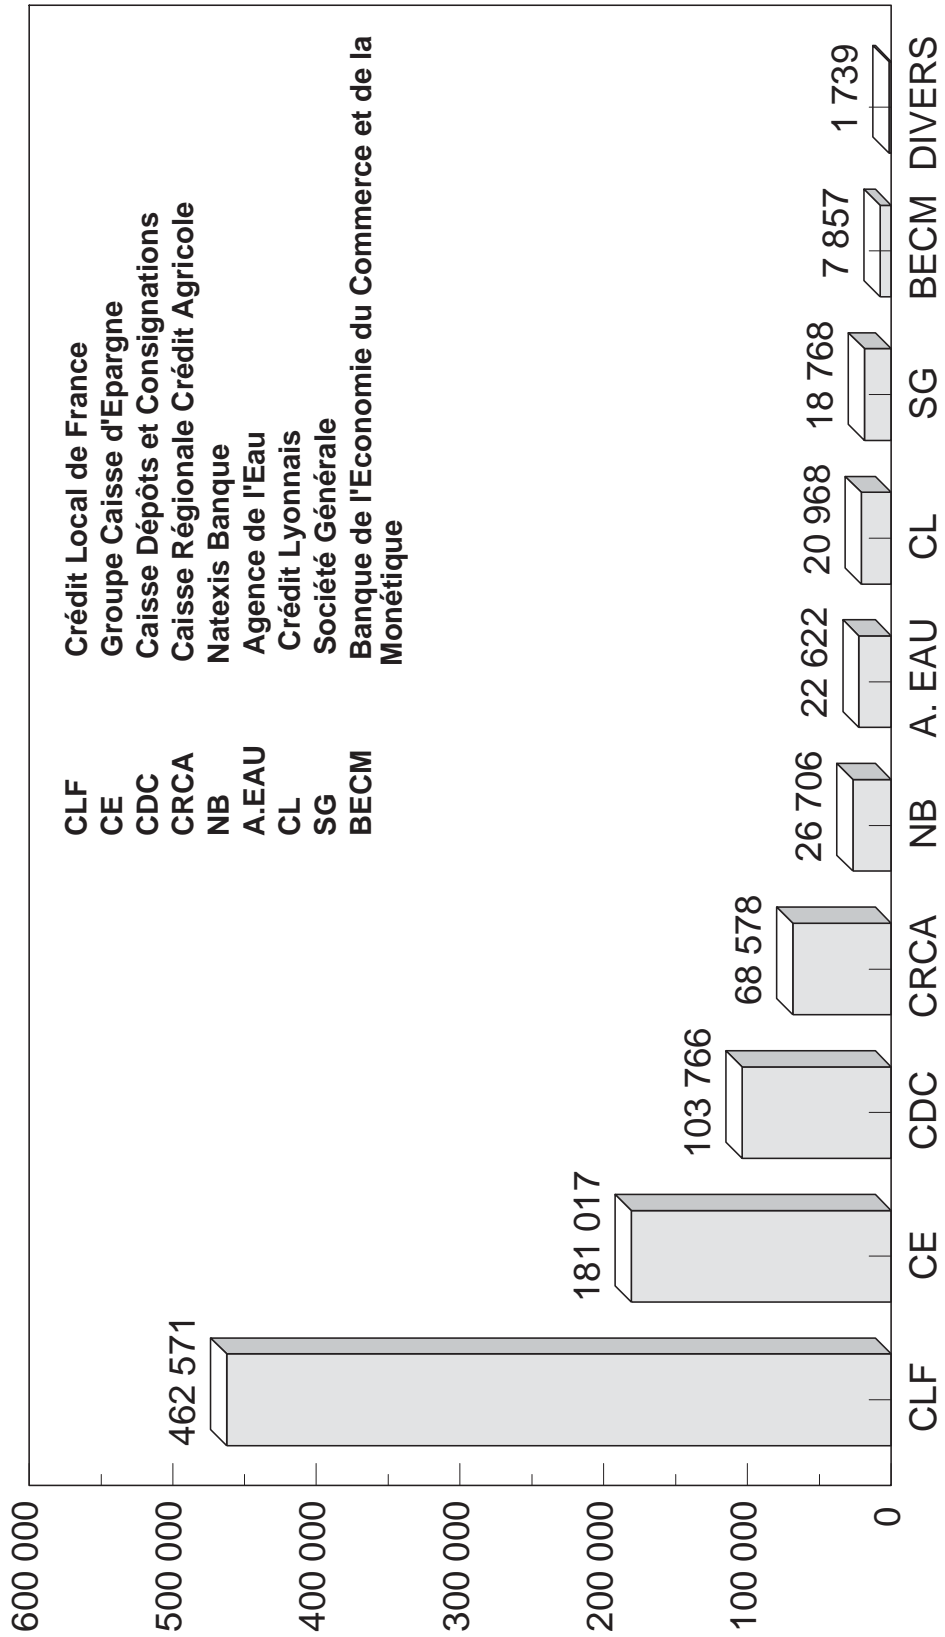 600 000
500 000
400 000
300 000
200 000
100 000
0
CLF Crédit Local de France
CE Groupe Caisse d'Epargne
CDC Caisse Dépôts et Consignations
CRCA Caisse Régionale Crédit Agricole
NB Natexis Banque
A.EAU Agence de l'Eau
CL Crédit Lyonnais
SG Société Générale
BECM Banque de l'Economie du Commerce et de la
Monétique
462 571
181 017
103 766
68 578
26 706
22 622
20 968
18 768
7 857
1 739
CLF CE CDC CRCA NB A. EAU CL SG BECM DIVERS